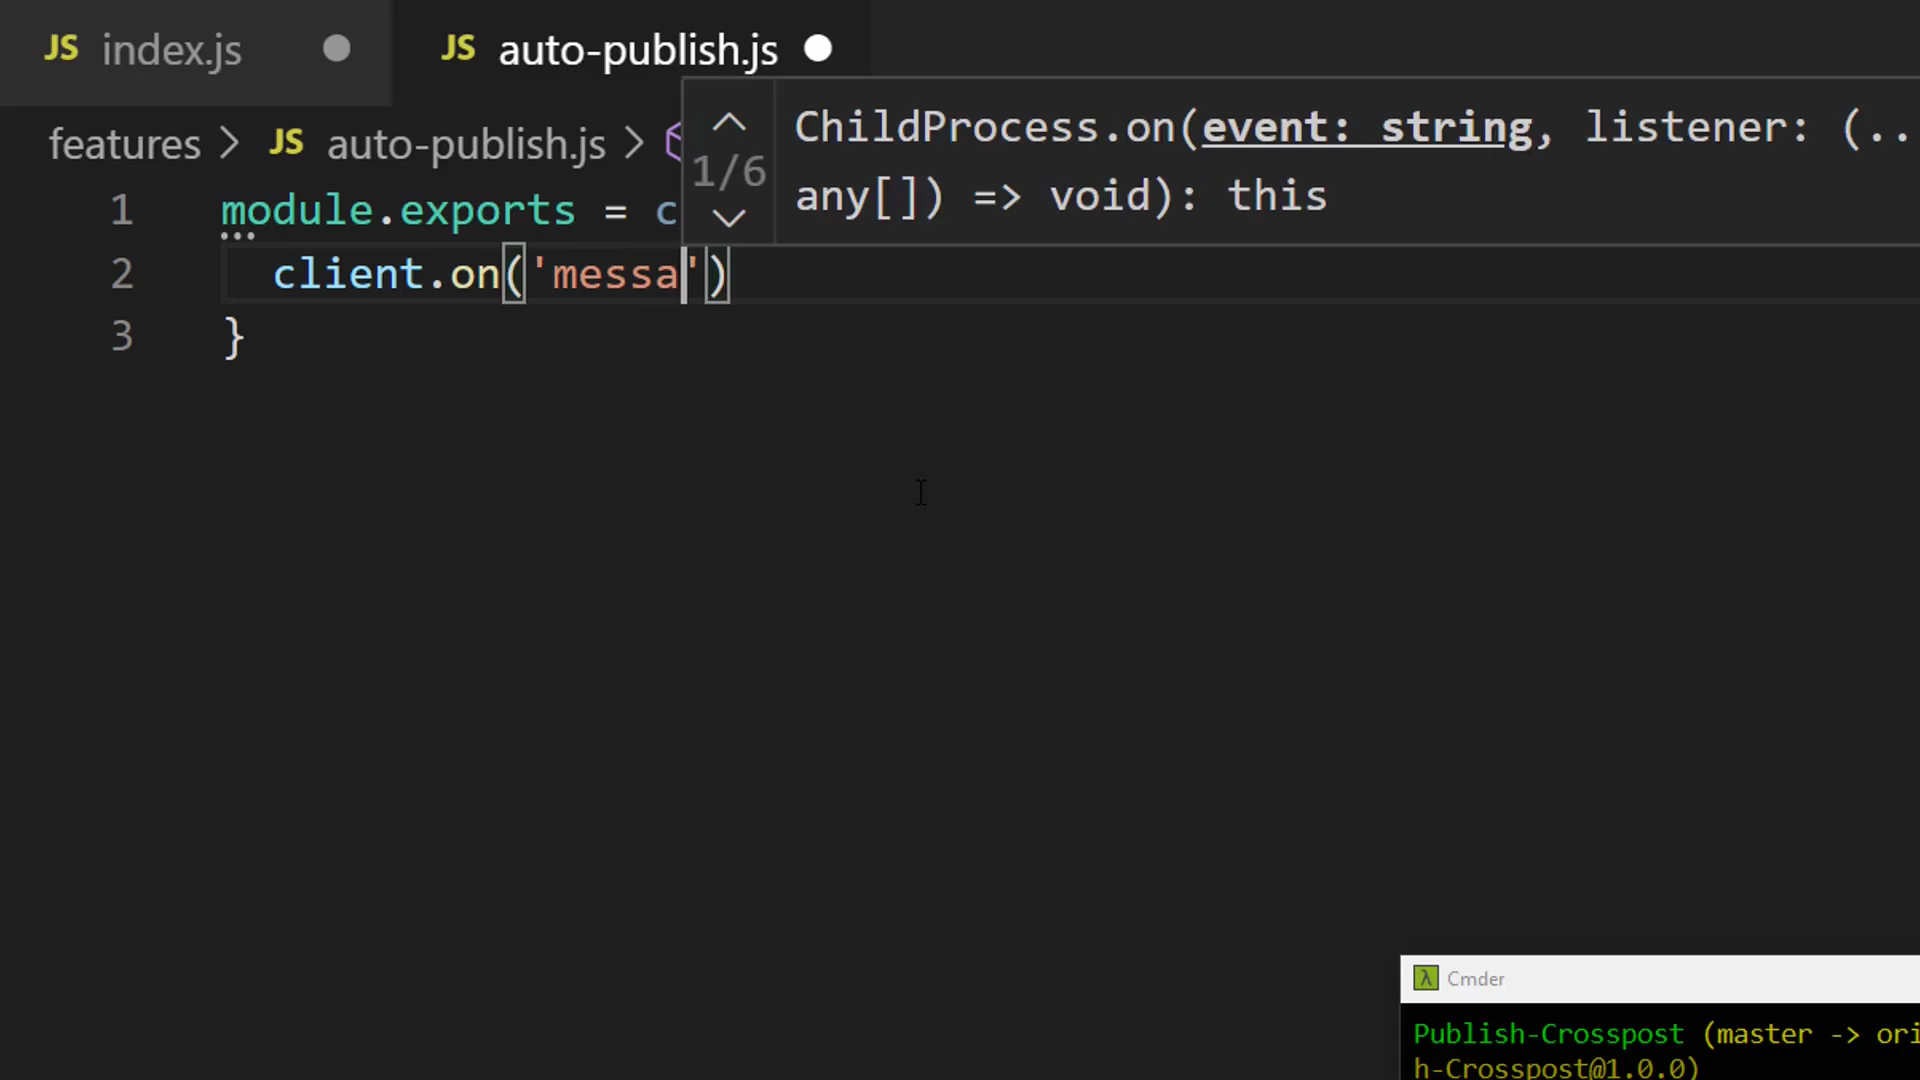 JS index.js
JS auto-publish.js
features > JS auto-publish.js >
1/6
ChildProcess.on(event: string, listener: (..
any[]) => void): this
1 module.exports = c
2 client.on('messa')
3 }
λ Cmder
Publish-Crosspost (master -> ori
h-Crosspost@1.0.0)